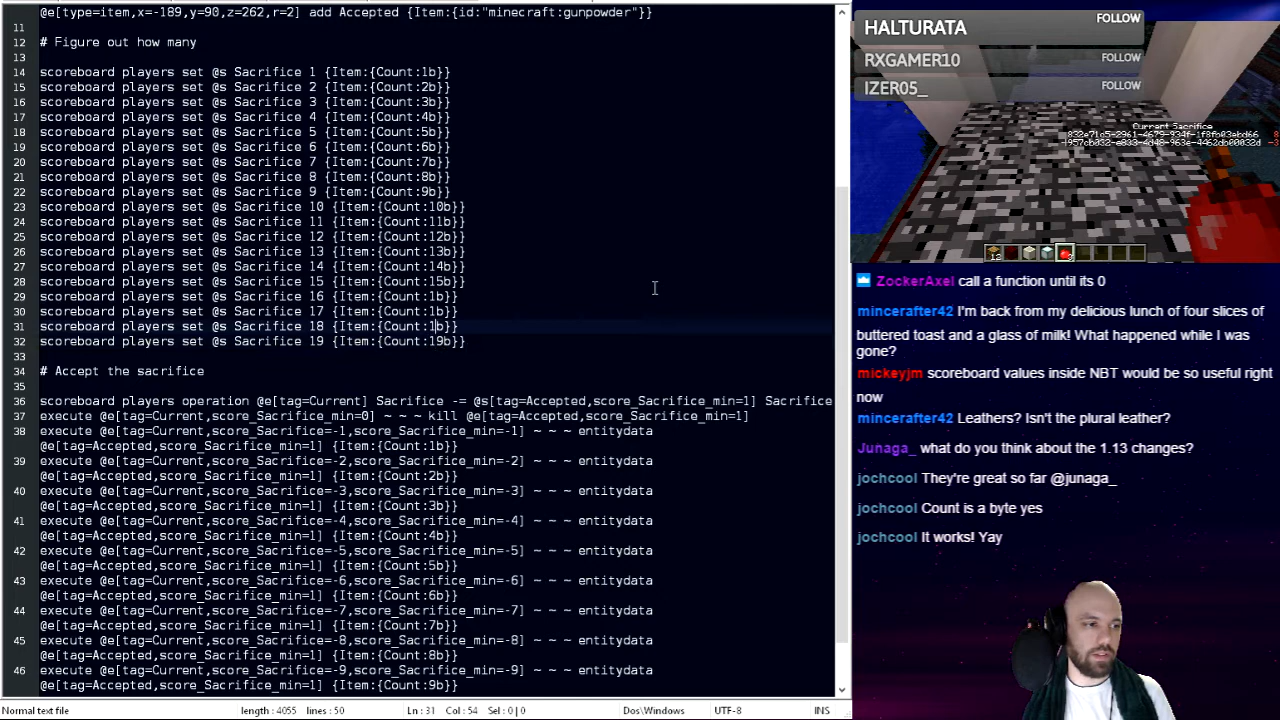 @e[type=item,x=-189,y=90,z=262,r=2] add Accepted {Item:{id:"minecraft:gunpowder"}}
11
12 # Figure out how many
13
14 scoreboard players set @s Sacrifice 1 {Item:{Count:1b}}
15 scoreboard players set @s Sacrifice 2 {Item:{Count:2b}}
16 scoreboard players set @s Sacrifice 3 {Item:{Count:3b}}
17 scoreboard players set @s Sacrifice 4 {Item:{Count:4b}}
18 scoreboard players set @s Sacrifice 5 {Item:{Count:5b}}
19 scoreboard players set @s Sacrifice 6 {Item:{Count:6b}}
20 scoreboard players set @s Sacrifice 7 {Item:{Count:7b}}
21 scoreboard players set @s Sacrifice 8 {Item:{Count:8b}}
22 scoreboard players set @s Sacrifice 9 {Item:{Count:9b}}
23 scoreboard players set @s Sacrifice 10 {Item:{Count:10b}}
24 scoreboard players set @s Sacrifice 11 {Item:{Count:11b}}
25 scoreboard players set @s Sacrifice 12 {Item:{Count:12b}}
26 scoreboard players set @s Sacrifice 13 {Item:{Count:13b}}
27 scoreboard players set @s Sacrifice 14 {Item:{Count:14b}}
28 scoreboard players set @s Sacrifice 15 {Item:{Count:15b}}
29 scoreboard players set @s Sacrifice 16 {Item:{Count:1b}}
30 scoreboard players set @s Sacrifice 17 {Item:{Count:1b}}
31 scoreboard players set @s Sacrifice 18 {Item:{Count:1b}}
32 scoreboard players set @s Sacrifice 19 {Item:{Count:19b}}
33
34 # Accept the sacrifice
35
36 scoreboard players operation @e[tag=Current] Sacrifice -= @s[tag=Accepted,score_Sacrifice_min=1] Sacrifice
37 execute @e[tag=Current,score_Sacrifice_min=0] ~ ~ ~ kill @e[tag=Accepted,score_Sacrifice_min=1]
38 execute @e[tag=Current,score_Sacrifice=-1,score_Sacrifice_min=-1] ~ ~ ~ entitydata
@e[tag=Accepted,score_Sacrifice_min=1] {Item:{Count:1b}}
39 execute @e[tag=Current,score_Sacrifice=-2,score_Sacrifice_min=-2] ~ ~ ~ entitydata
@e[tag=Accepted,score_Sacrifice_min=1] {Item:{Count:2b}}
40 execute @e[tag=Current,score_Sacrifice=-3,score_Sacrifice_min=-3] ~ ~ ~ entitydata
@e[tag=Accepted,score_Sacrifice_min=1] {Item:{Count:3b}}
41 execute @e[tag=Current,score_Sacrifice=-4,score_Sacrifice_min=-4] ~ ~ ~ entitydata
@e[tag=Accepted,score_Sacrifice_min=1] {Item:{Count:4b}}
42 execute @e[tag=Current,score_Sacrifice=-5,score_Sacrifice_min=-5] ~ ~ ~ entitydata
@e[tag=Accepted,score_Sacrifice_min=1] {Item:{Count:5b}}
43 execute @e[tag=Current,score_Sacrifice=-6,score_Sacrifice_min=-6] ~ ~ ~ entitydata
@e[tag=Accepted,score_Sacrifice_min=1] {Item:{Count:6b}}
44 execute @e[tag=Current,score_Sacrifice=-7,score_Sacrifice_min=-7] ~ ~ ~ entitydata
@e[tag=Accepted,score_Sacrifice_min=1] {Item:{Count:7b}}
45 execute @e[tag=Current,score_Sacrifice=-8,score_Sacrifice_min=-8] ~ ~ ~ entitydata
@e[tag=Accepted,score_Sacrifice_min=1] {Item:{Count:8b}}
46 execute @e[tag=Current,score_Sacrifice=-9,score_Sacrifice_min=-9] ~ ~ ~ entitydata
@e[tag=Accepted,score_Sacrifice_min=1] {Item:{Count:9b}}
Normal text file length : 4055 lines : 50 Ln : 31 Col : 54 Sel : 0 | 0 Dos\Windows UTF-8 INS
HALTURATA FOLLOW
RXGAMER10 FOLLOW
IZER05_ FOLLOW
Current Sacrifice
12
ZockerAxel call a function until its 0
mincerafter42 I'm back from my delicious lunch of four slices of
buttered toast and a glass of milk! What happened while I was
gone?
mickeyjm scoreboard values inside NBT would be so useful right
now
mincerafter42 Leathers? Isn't the plural leather?
Junaga_ what do you think about the 1.13 changes?
jochcool They're great so far @junaga_
jochcool Count is a byte yes
jochcool It works! Yay